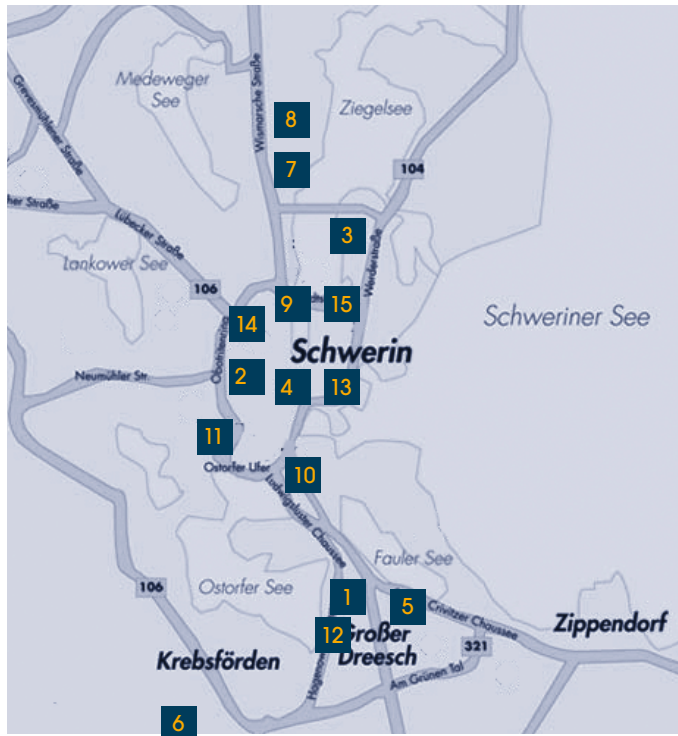 Medeweger
See
Grevesmühlener Straße
Wismarsche Straße
8
Ziegelsee
7
104
her Straße
Lübecker Straße
3
Werderstraße
Lankower See
106
9
15
14
Schweriner See
Obotritenring
Schwerin
Neumühler Str.
2
4
13
11
Ostorfer Ufer
10
Ludwigsluster Chaussee
Fauler See
106
Ostorfer See
1
5
Crivitzer Chaussee
Zippendorf
12
Großer
Dreesch
321
Krebsförden
Am Grünen Tal
6